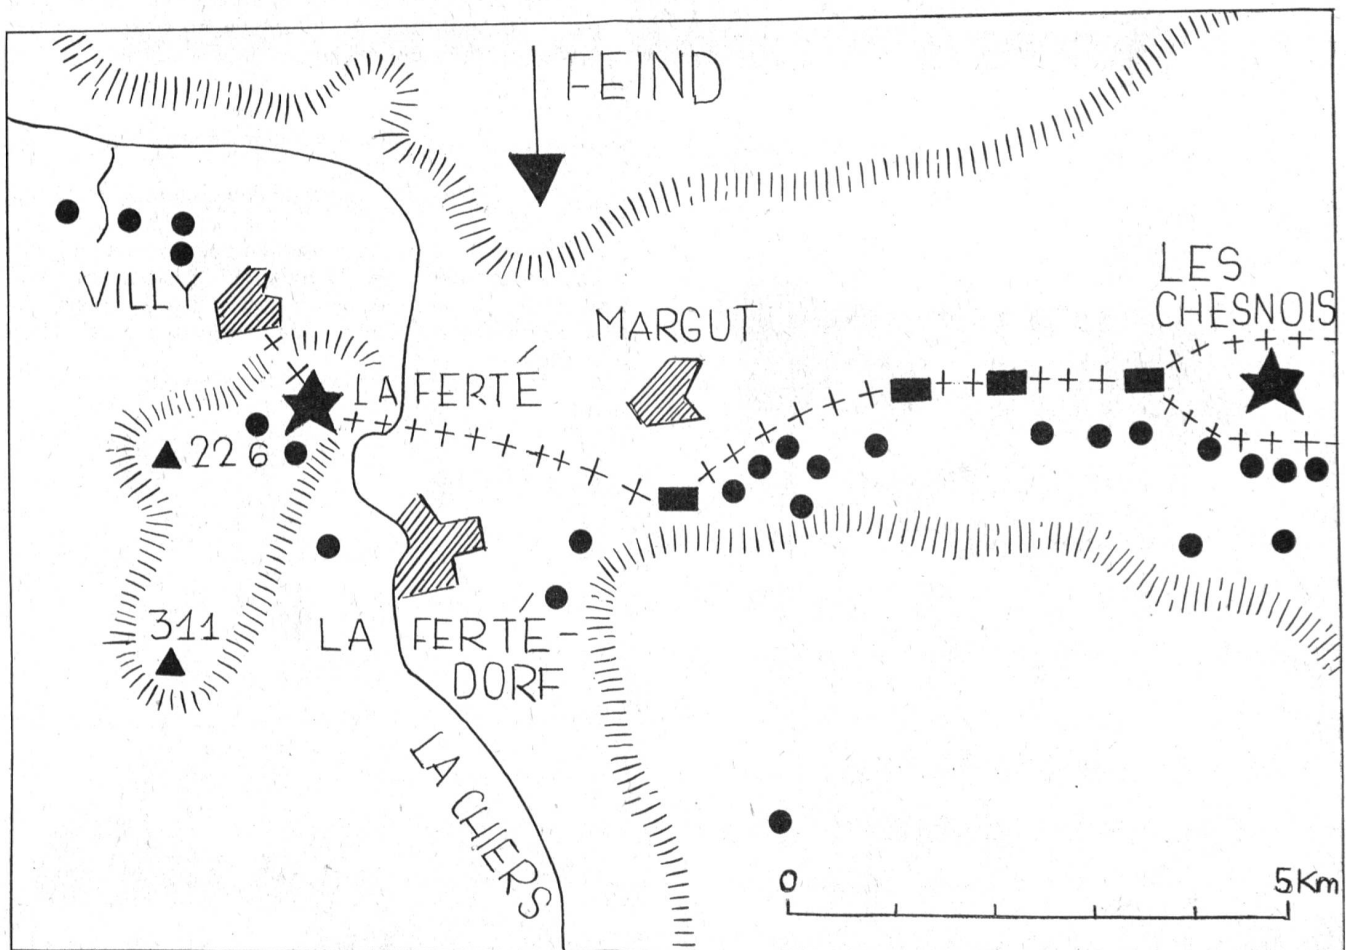 FEIND
LES
CHESNOIS
VILLY
MARGUT
LA FERTÉ
226
311
LA FERTÉ-
DORF
LA CHIERS
0 5Km